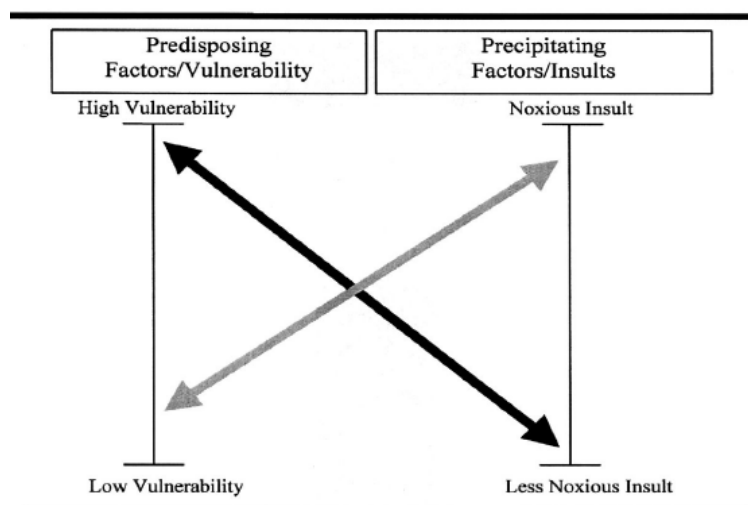 Predisposing
Factors/Vulnerability
Precipitating
Factors/Insults
High Vulnerability
Noxious Insult
Low Vulnerability
Less Noxious Insult